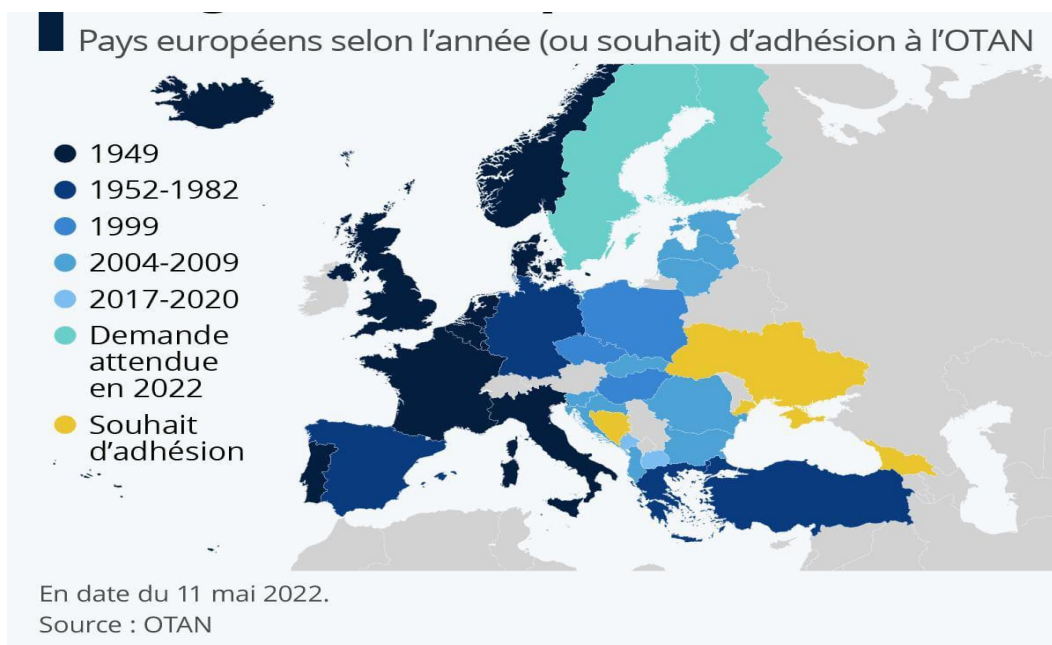 Pays européens selon l’année (ou souhait) d’adhésion à l’OTAN
1949
1952-1982
1999
2004-2009
2017-2020
Demande
attendue
en 2022
Souhait
d’adhésion
En date du 11 mai 2022.
Source : OTAN